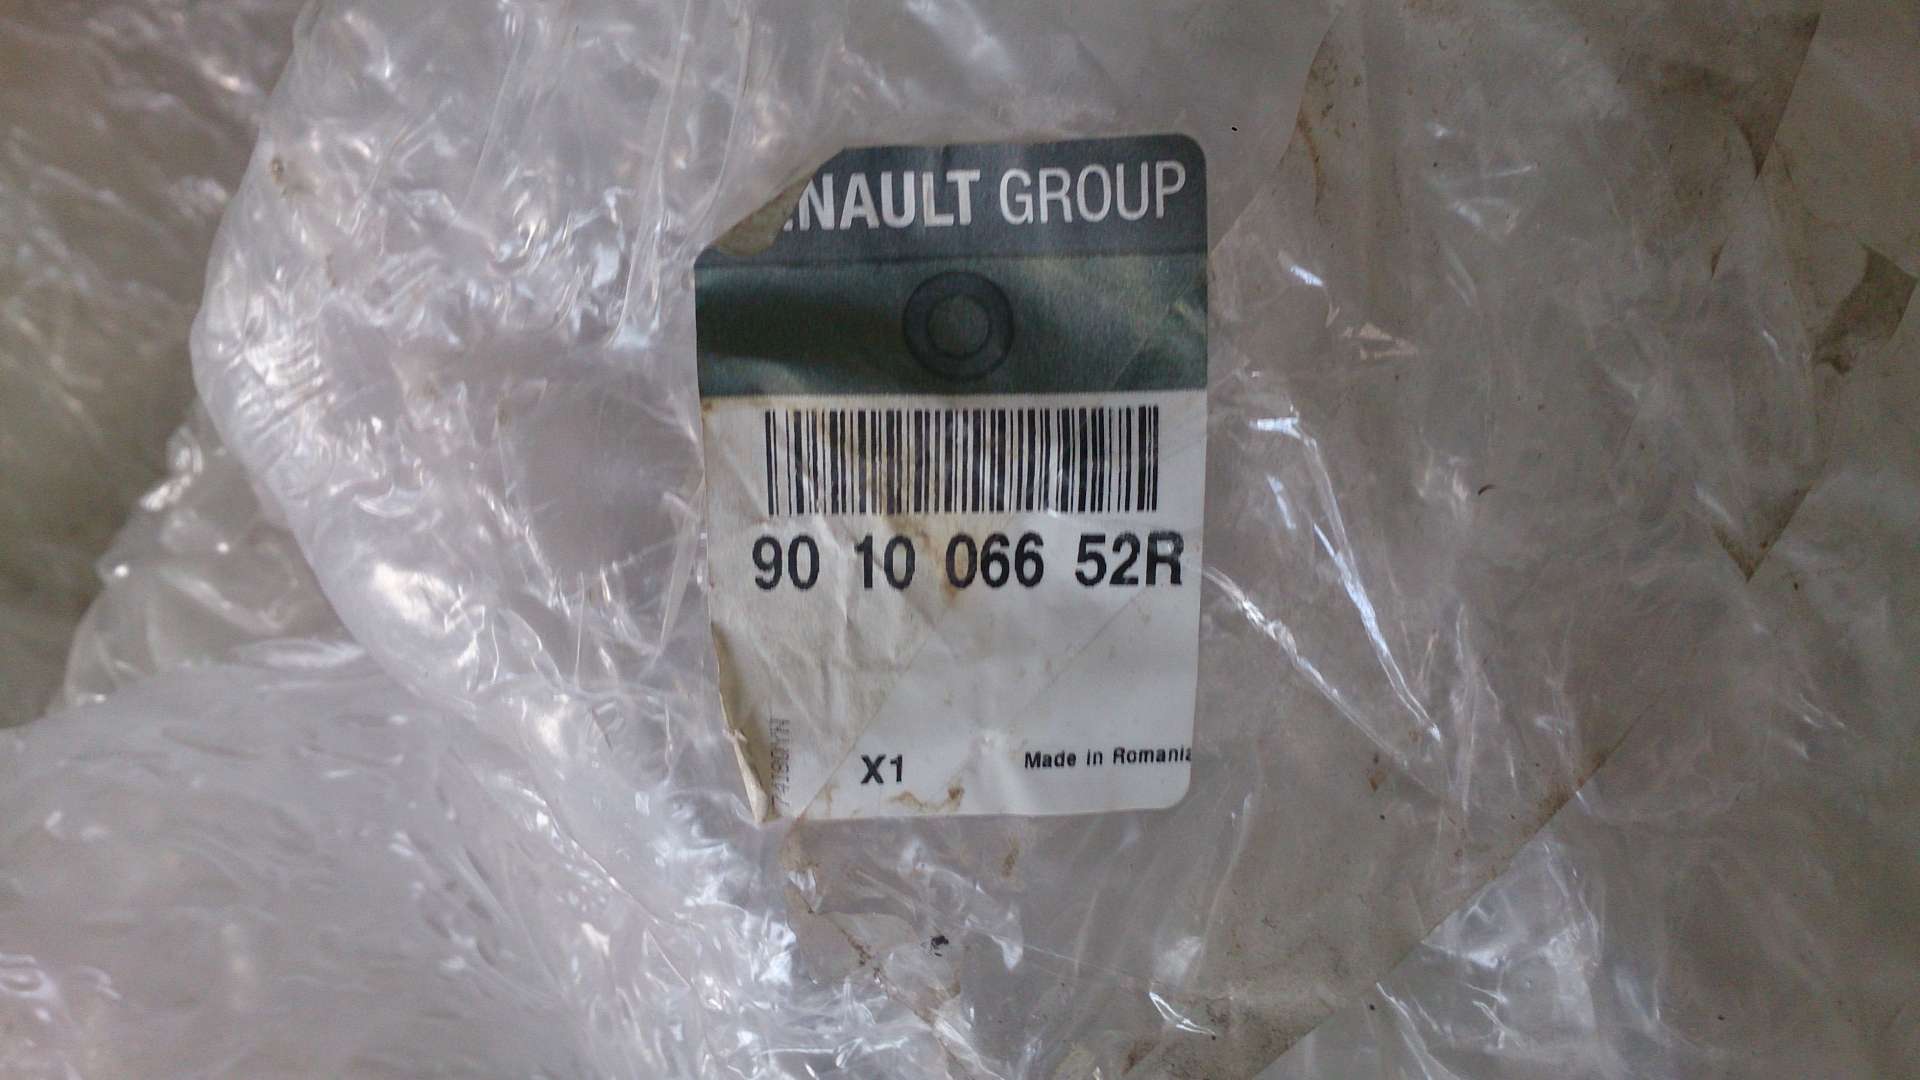 NAULT GROUP
90 10 066 52R
X1
Made in Romania